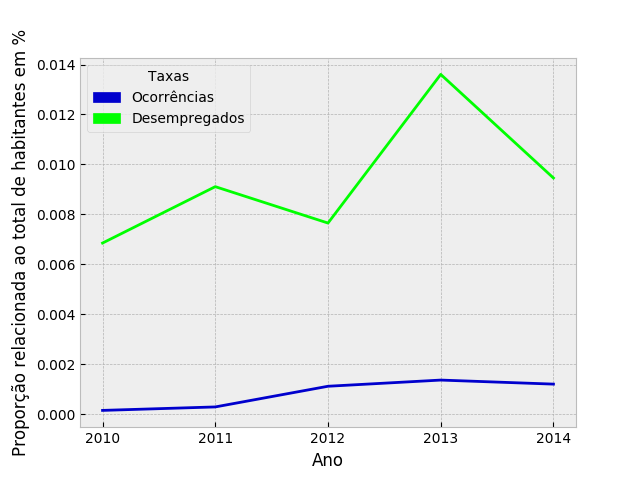 Proporção relacionada ao total de habitantes em %
0.014
0.012
0.010
0.008
0.006
0.004
0.002
0.000
Taxas
Ocorrências
Desempregados
2010 2011 2012 2013 2014
Ano